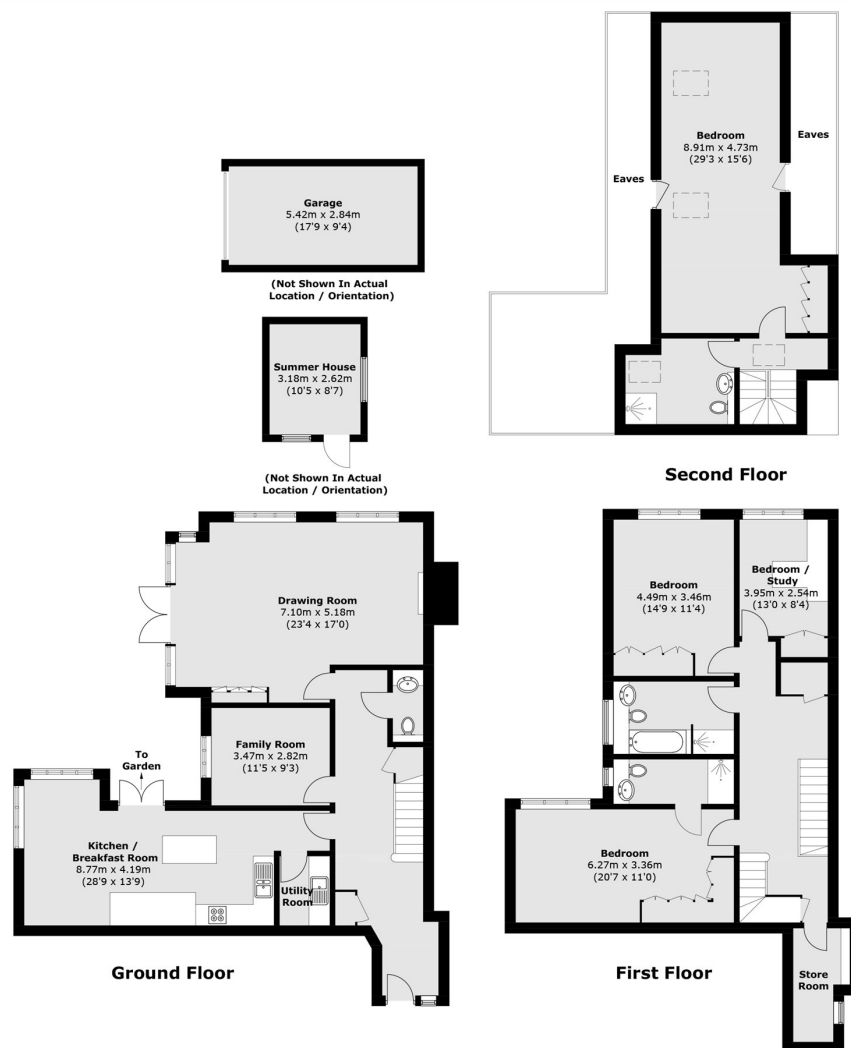 Bedroom
8.91m x 4.73m
(29'3 x 15'6)
Eaves
Eaves
Garage
5.42m x 2.84m
(17'9 x 9'4)
(Not Shown In Actual
Location / Orientation)
Summer House
3.18m x 2.62m
(10'5 x 8'7)
(Not Shown In Actual
Location / Orientation)
Second Floor
Drawing Room
7.10m x 5.18m
(23'4 x 17'0)
Family Room
3.47m x 2.82m
(11'5 x 9'3)
To
Garden
Kitchen /
Breakfast Room
8.77m x 4.19m
(28'9 x 13'9)
Utility
Room
Ground Floor
Bedroom
4.49m x 3.46m
(14'9 x 11'4)
Bedroom /
Study
3.95m x 2.54m
(13'0 x 8'4)
Bedroom
6.27m x 3.36m
(20'7 x 11'0)
Store
Room
First Floor